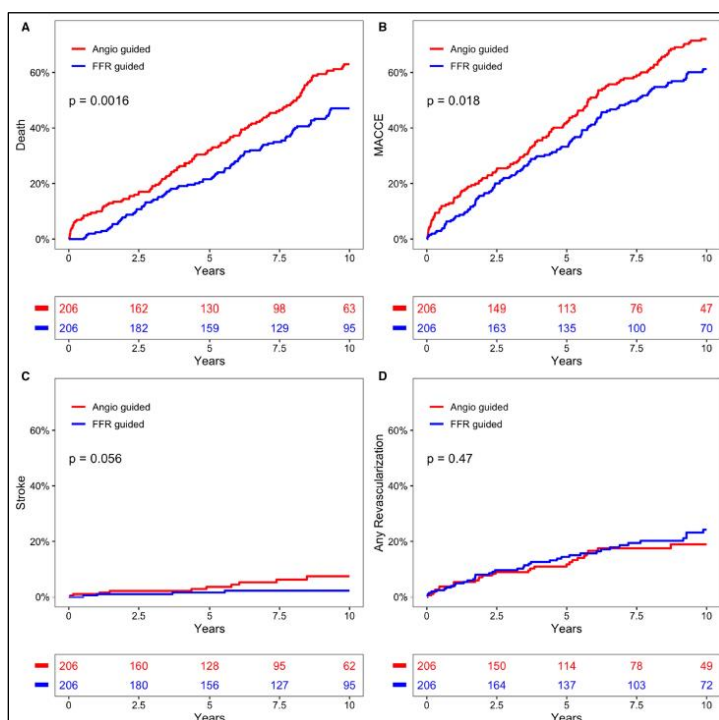 A
Angio guided
FFR guided
p = 0.0016
Death
60%
40%
20%
0%
0 2.5 5 7.5 10
Years
206 162 130 98 63
206 182 159 129 95
0 2.5 5 7.5 10
Years
B
Angio guided
FFR guided
p = 0.018
MACCE
60%
40%
20%
0%
0 2.5 5 7.5 10
Years
206 149 113 76 47
206 163 135 100 70
0 2.5 5 7.5 10
Years
C
Angio guided
FFR guided
p = 0.056
Stroke
60%
40%
20%
0%
0 2.5 5 7.5 10
Years
206 160 128 95 62
206 180 156 127 95
0 2.5 5 7.5 10
Years
D
Angio guided
FFR guided
p = 0.47
Any Revascularization
60%
40%
20%
0%
0 2.5 5 7.5 10
Years
206 150 114 78 49
206 164 137 103 72
0 2.5 5 7.5 10
Years